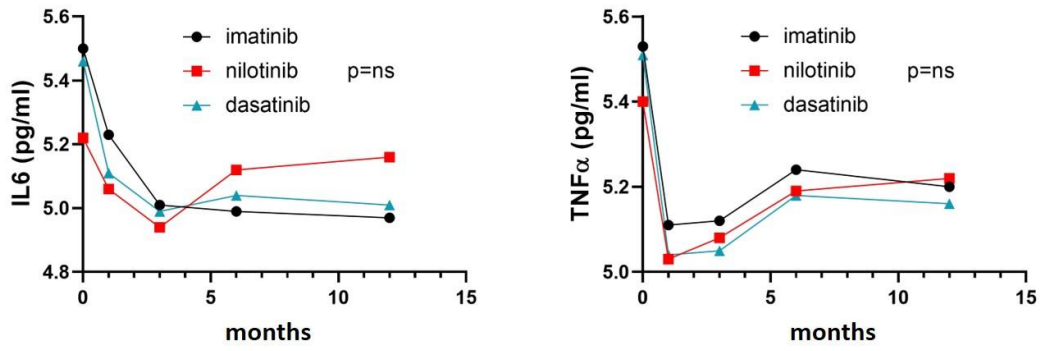 5.6
5.4
5.2
5.0
4.8
IL6 (pg/ml)
imatinib
nilotinib
dasatinib
p=ns
0
5
10
15
months
5.6
5.4
5.2
5.0
TNFα (pg/ml)
imatinib
nilotinib
dasatinib
p=ns
0
5
10
15
months